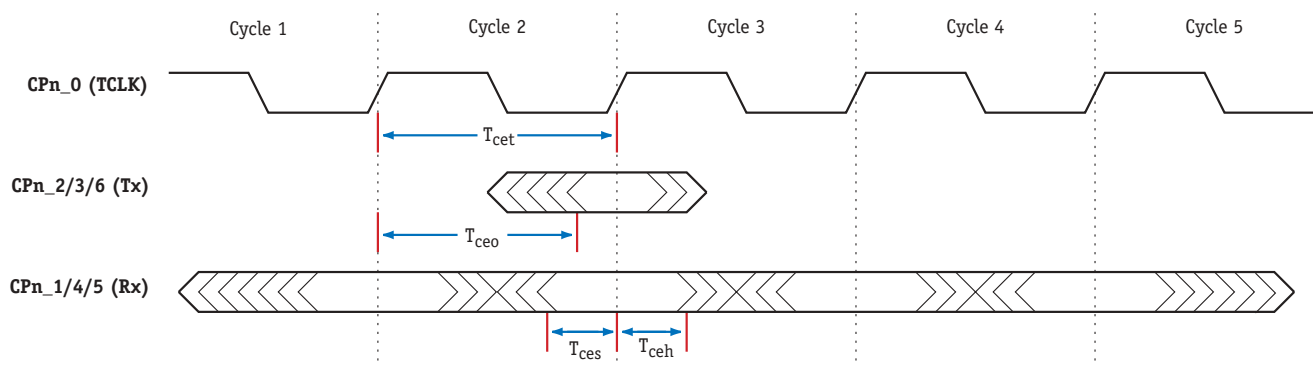 Cycle 1 Cycle 2 Cycle 3 Cycle 4 Cycle 5
CPn_0 (TCLK)
Tcet
CPn_2/3/6 (Tx)
Tceo
CPn_1/4/5 (Rx)
Tces Tceh